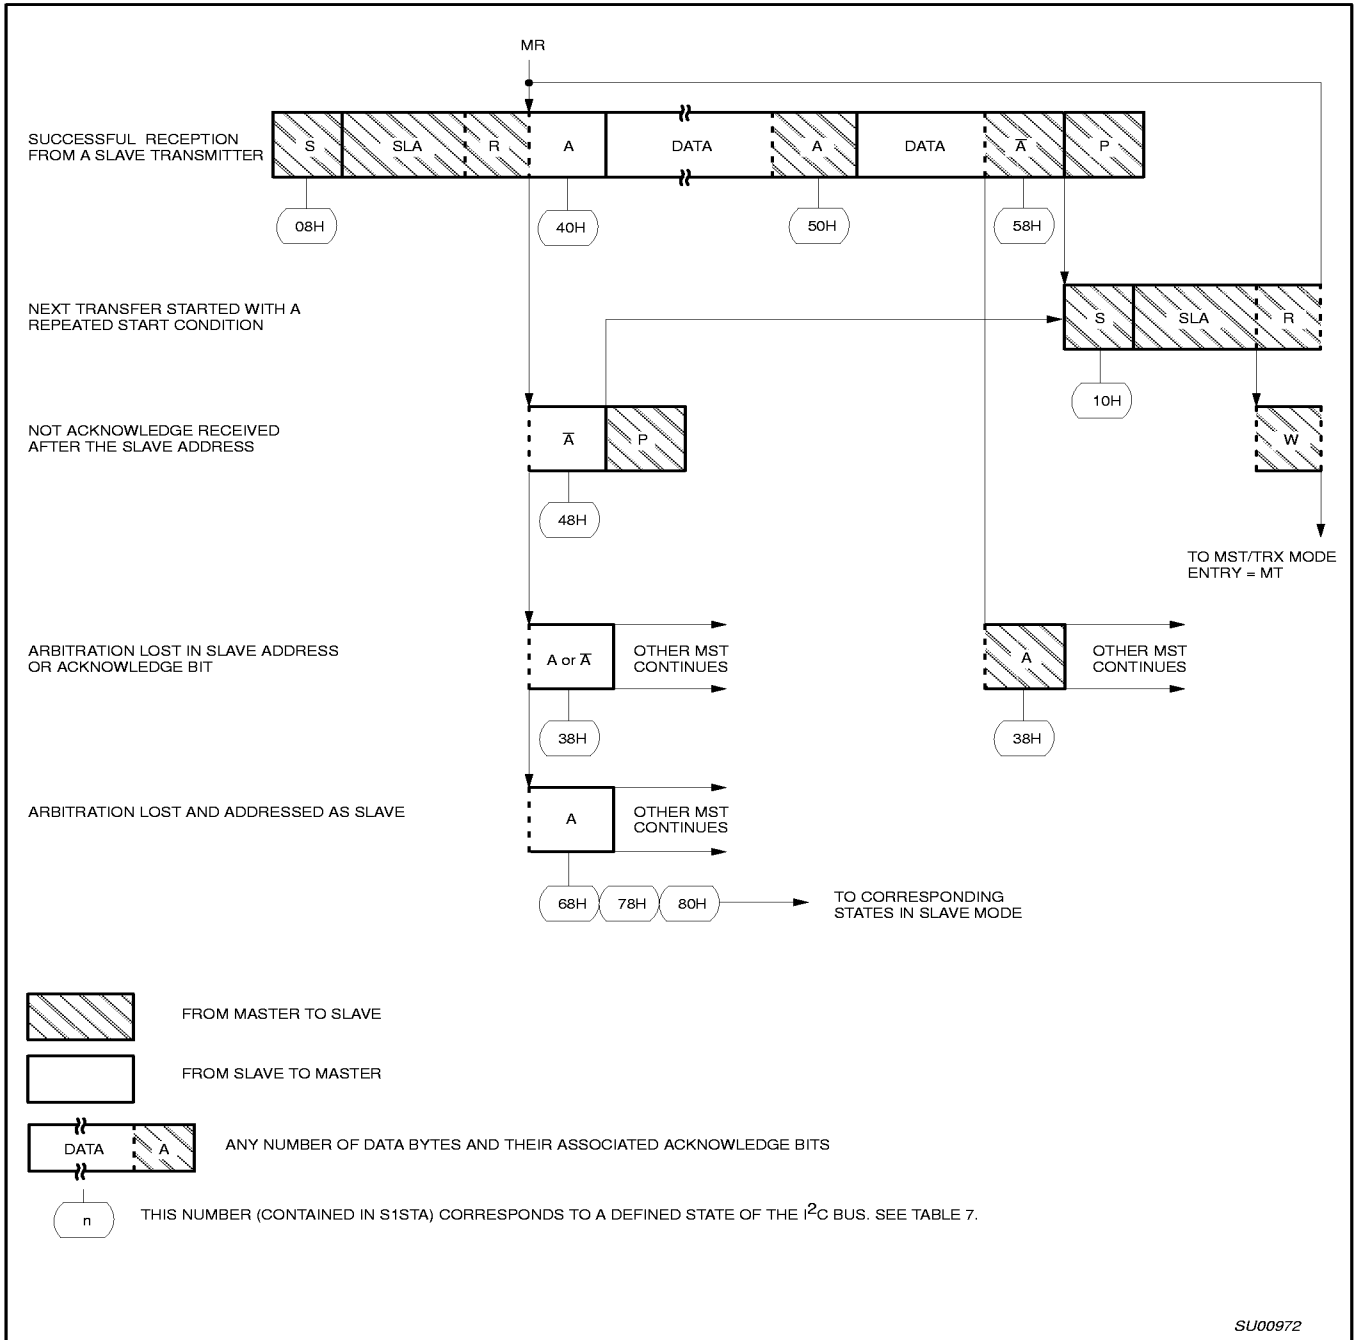 MR
SUCCESSFUL RECEPTION
FROM A SLAVE TRANSMITTER
S SLA R A DATA A DATA A̅ P
08H 40H 50H 58H
NEXT TRANSFER STARTED WITH A
REPEATED START CONDITION
S SLA R
10H
NOT ACKNOWLEDGE RECEIVED
AFTER THE SLAVE ADDRESS
A̅ P
W
48H
TO MST/TRX MODE
ENTRY = MT
ARBITRATION LOST IN SLAVE ADDRESS
OR ACKNOWLEDGE BIT
A or A̅
OTHER MST
CONTINUES
A
OTHER MST
CONTINUES
38H 38H
ARBITRATION LOST AND ADDRESSED AS SLAVE
A
OTHER MST
CONTINUES
68H 78H 80H
TO CORRESPONDING
STATES IN SLAVE MODE
FROM MASTER TO SLAVE
FROM SLAVE TO MASTER
DATA A
ANY NUMBER OF DATA BYTES AND THEIR ASSOCIATED ACKNOWLEDGE BITS
n
THIS NUMBER (CONTAINED IN S1STA) CORRESPONDS TO A DEFINED STATE OF THE I²C BUS. SEE TABLE 7.
SU00972